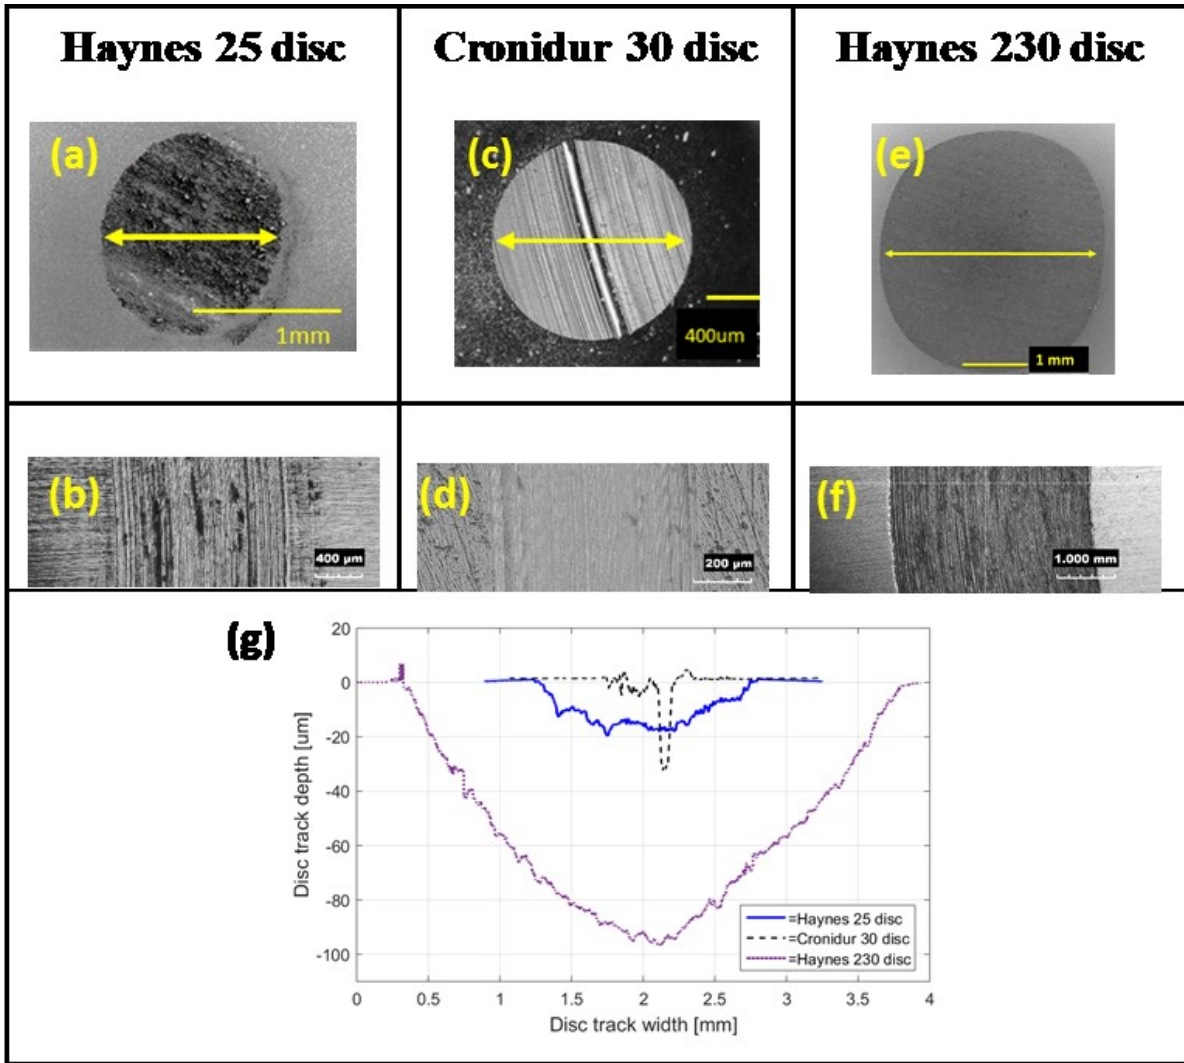 Haynes 25 disc
Cronidur 30 disc
Haynes 230 disc
(a)
1mm
(c)
400um
(e)
1 mm
(b)
400 µm
(d)
200 µm
(f)
1.000 mm
(g)
20
0
-20
-40
-60
-80
-100
Disc track depth [um]
=Haynes 25 disc
=Cronidur 30 disc
=Haynes 230 disc
0 0.5 1 1.5 2 2.5 3 3.5 4
Disc track width [mm]